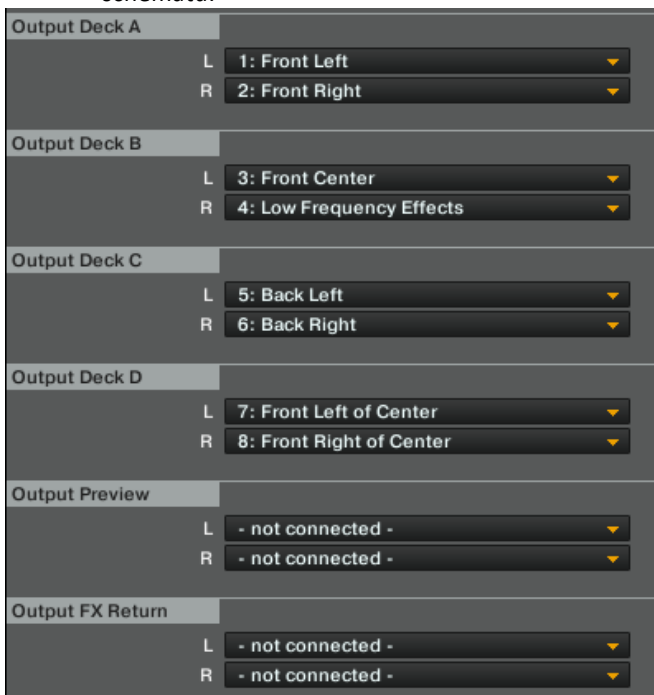 schemata.
Output Deck A
L 1: Front Left
R 2: Front Right
Output Deck B
L 3: Front Center
R 4: Low Frequency Effects
Output Deck C
L 5: Back Left
R 6: Back Right
Output Deck D
L 7: Front Left of Center
R 8: Front Right of Center
Output Preview
L - not connected -
R - not connected -
Output FX Return
L - not connected -
R - not connected -